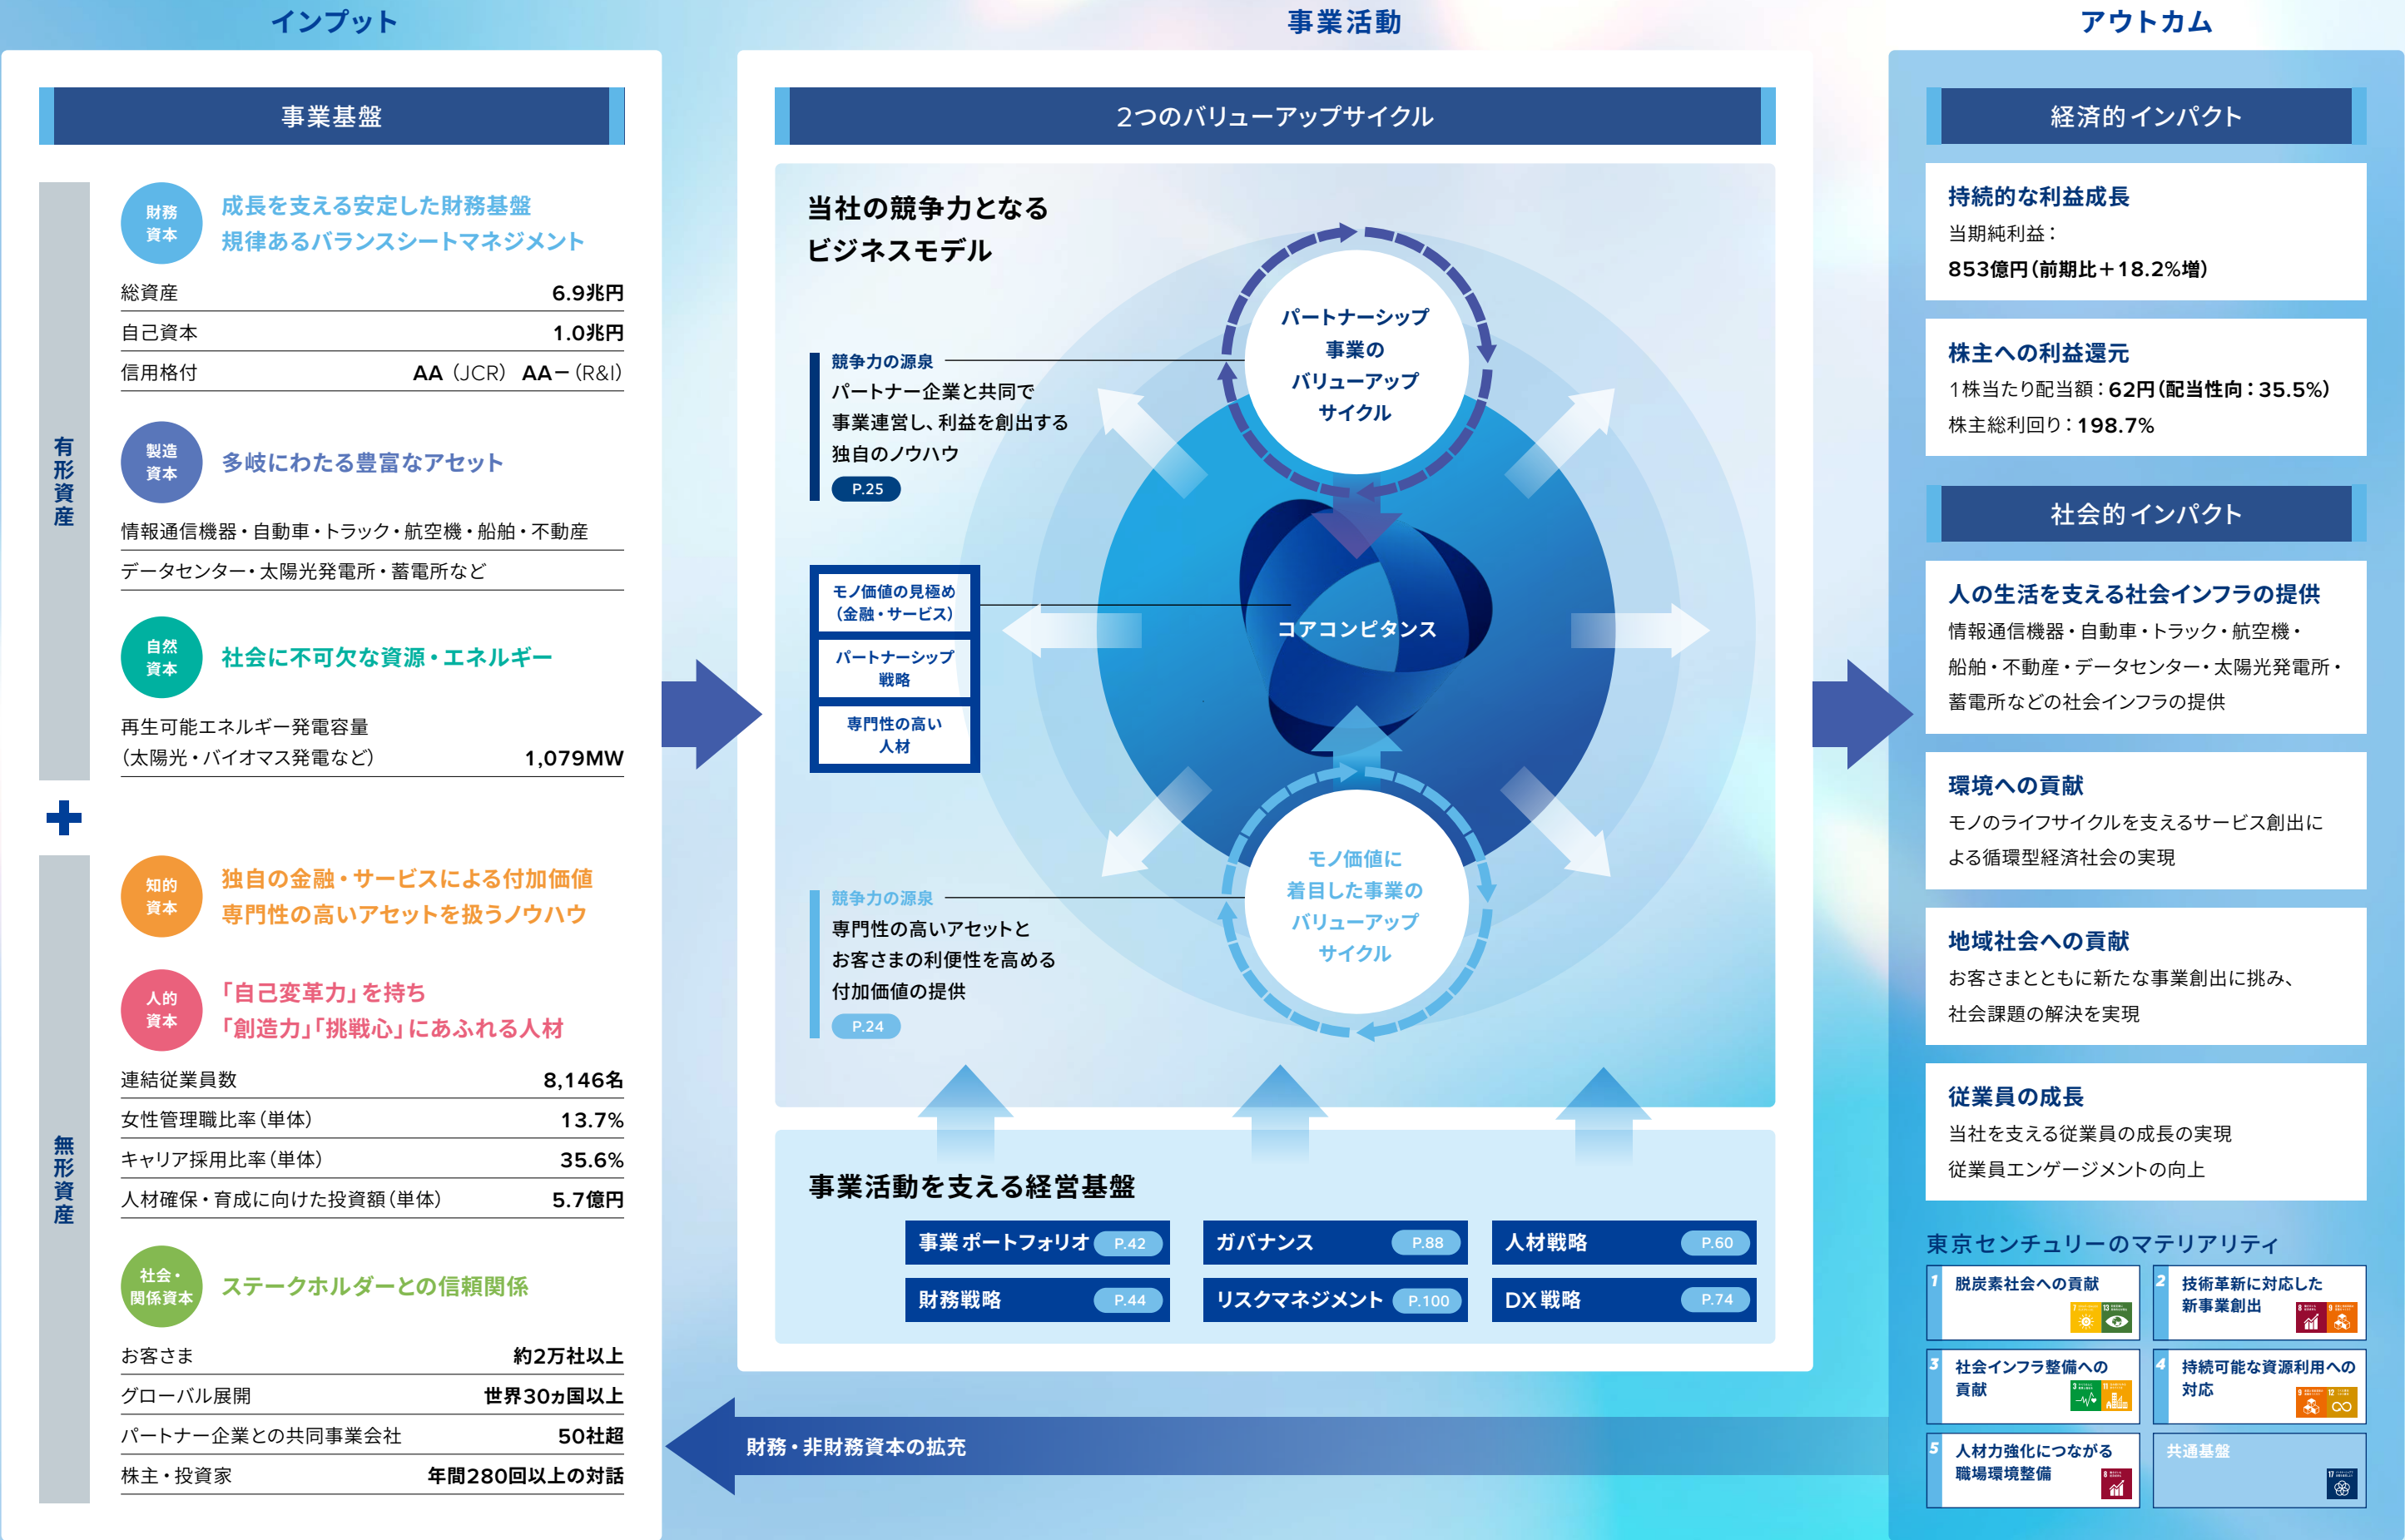 インプット
事業基盤
有形資産
財務
資本
成長を支える安定した財務基盤
規律あるバランスシートマネジメント
総資産 6.9兆円
自己資本 1.0兆円
信用格付 AA（JCR） AA－（R&I）
製造
資本
多岐にわたる豊富なアセット
情報通信機器・自動車・トラック・航空機・船舶・不動産
データセンター・太陽光発電所・蓄電所など
自然
資本
社会に不可欠な資源・エネルギー
再生可能エネルギー発電容量
（太陽光・バイオマス発電など） 1,079MW
無形資産
知的
資本
独自の金融・サービスによる付加価値
専門性の高いアセットを扱うノウハウ
人的
資本
「自己変革力」を持ち
「創造力」「挑戦心」にあふれる人材
連結従業員数 8,146名
女性管理職比率（単体） 13.7%
キャリア採用比率（単体） 35.6%
人材確保・育成に向けた投資額（単体） 5.7億円
社会・
関係資本
ステークホルダーとの信頼関係
お客さま 約2万社以上
グローバル展開 世界30ヵ国以上
パートナー企業との共同事業会社 50社超
株主・投資家 年間280回以上の対話
事業活動
2つのバリューアップサイクル
当社の競争力となる
ビジネスモデル
競争力の源泉
パートナー企業と共同で
事業運営し、利益を創出する
独自のノウハウ
P.25
パートナーシップ
事業の
バリューアップ
サイクル
モノ価値の見極め
（金融・サービス）
パートナーシップ
戦略
専門性の高い
人材
コアコンピタンス
競争力の源泉
専門性の高いアセットと
お客さまの利便性を高める
付加価値の提供
P.24
モノ価値に
着目した事業の
バリューアップ
サイクル
事業活動を支える経営基盤
事業ポートフォリオ P.42
ガバナンス P.88
人材戦略 P.60
財務戦略 P.44
リスクマネジメント P.100
DX戦略 P.74
財務・非財務資本の拡充
アウトカム
経済的インパクト
持続的な利益成長
当期純利益：
853億円（前期比＋18.2%増）
株主への利益還元
1株当たり配当額：62円（配当性向：35.5%）
株主総利回り：198.7%
社会的インパクト
人の生活を支える社会インフラの提供
情報通信機器・自動車・トラック・航空機・
船舶・不動産・データセンター・太陽光発電所・
蓄電所などの社会インフラの提供
環境への貢献
モノのライフサイクルを支えるサービス創出に
よる循環型経済社会の実現
地域社会への貢献
お客さまとともに新たな事業創出に挑み、
社会課題の解決を実現
従業員の成長
当社を支える従業員の成長の実現
従業員エンゲージメントの向上
東京センチュリーのマテリアリティ
1 脱炭素社会への貢献
7 13
2 技術革新に対応した
新事業創出
8 9
3 社会インフラ整備への
貢献
3 11
4 持続可能な資源利用への
対応
9 12
5 人材力強化につながる
職場環境整備
8
共通基盤
17